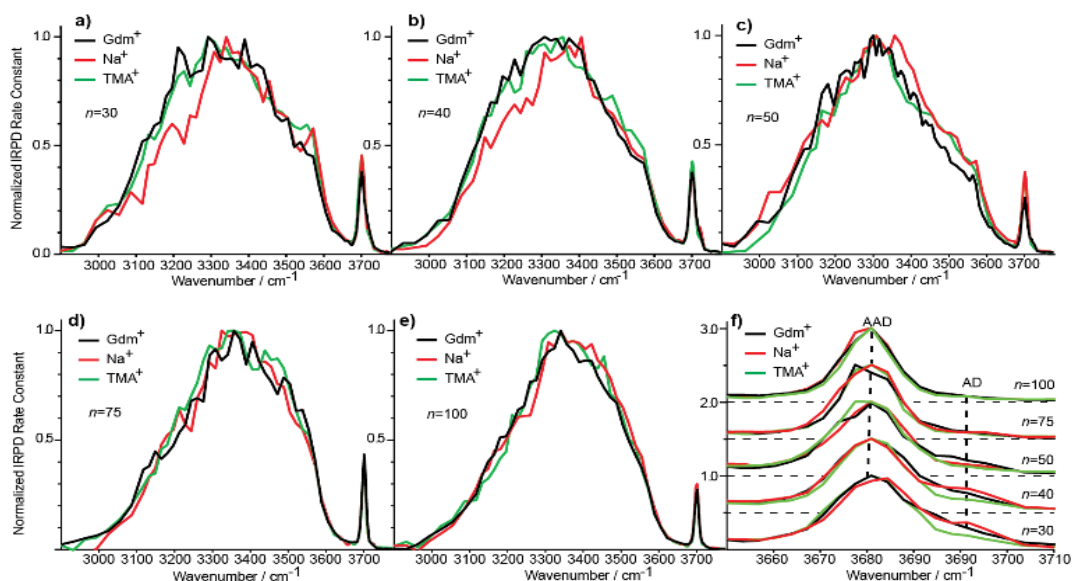 a)
Gdm+
Na+
TMA+
n=30
Normalized IRPD Rate Constant
1.0
0.5
0.0
3000 3100 3200 3300 3400 3500 3600 3700
Wavenumber / cm-1
b)
Gdm+
Na+
TMA+
n=40
1.0
0.5
3000 3100 3200 3300 3400 3500 3600 3700
Wavenumber / cm-1
c)
Gdm+
Na+
TMA+
n=50
1.0
0.5
3000 3100 3200 3300 3400 3500 3600 3700
Wavenumber / cm-1
d)
Gdm+
Na+
TMA+
n=75
Normalized IRPD Rate Constant
1.0
0.5
3000 3100 3200 3300 3400 3500 3600 3700
Wavenumber / cm-1
e)
Gdm+
Na+
TMA+
n=100
1.0
0.5
3000 3100 3200 3300 3400 3500 3600 3700
Wavenumber / cm-1
f)
Gdm+
Na+
TMA+
AAD
AD
3.0
2.0
1.0
n=100
n=75
n=50
n=40
n=30
3660 3670 3680 3690 3700 3710
Wavenumber / cm-1